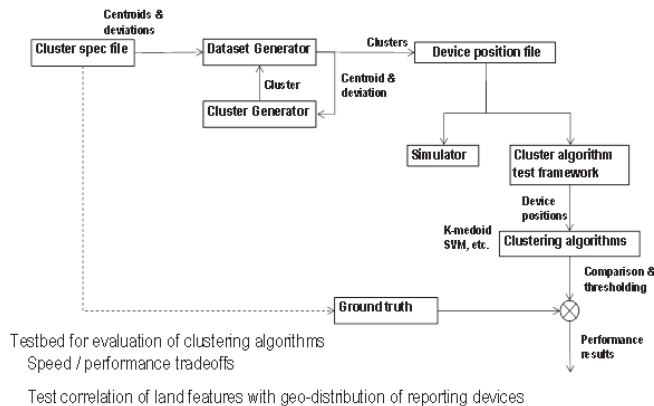 Centroids &
deviations
Cluster spec file
Dataset Generator
Clusters
Device position file
Cluster
Centroid &
deviation
Cluster Generator
Simulator
Cluster algorithm
test framework
Device
positions
K-medoid
SVM, etc.
Clustering algorithms
Comparison &
thresholding
Ground truth
Performance
results
Testbed for evaluation of clustering algorithms
Speed / performance tradeoffs
Test correlation of land features with geo-distribution of reporting devices